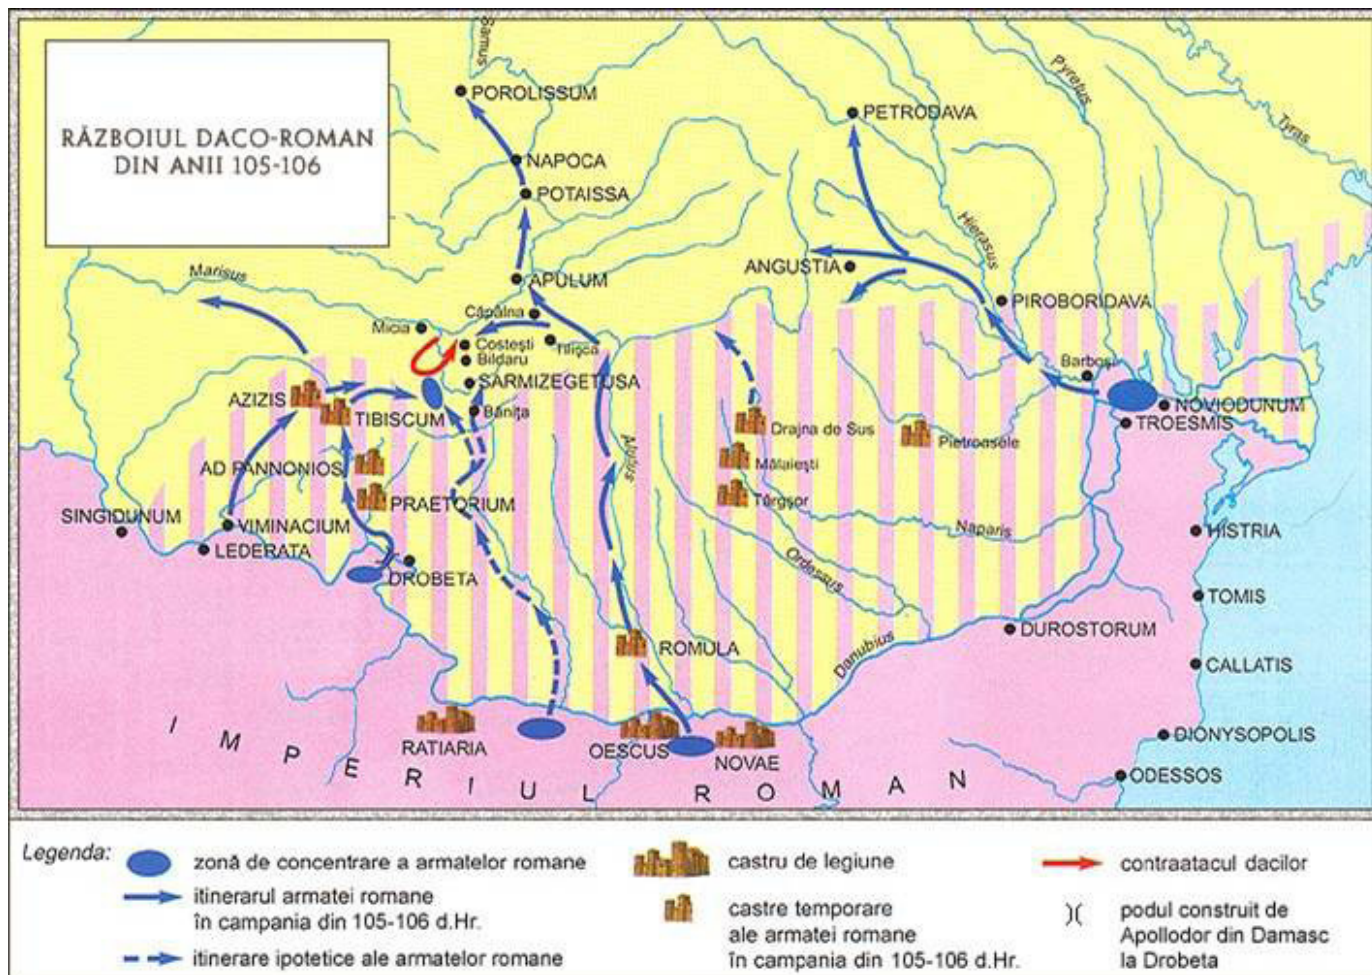 RĂZBOIUL DACO-ROMAN
DIN ANII 105-106
Samus
POROLISSUM
PETRODAVA
Pyretus
Tyras
NAPOCA
POTAISSA
Hierasus
Marisus
APULUM
ANGUSTIA
PIROBORIDAVA
Căpâlna
Micia
Costeşti
Tilişca
Bildaru
SARMIZEGETUSA
Barboşi
AZIZIS
TIBISCUM
Băniţa
NOVIODUNUM
TROESMIS
Drajna de Sus
Pietroasele
Alutus
Mălaieşti
AD PANNONIOS
PRAETORIUM
Târgşor
SINGIDUNUM
VIMINACIUM
Naparis
HISTRIA
LEDERATA
DROBETA
Ordessus
TOMIS
ROMULA
DUROSTORUM
Danubius
CALLATIS
RATIARIA
OESCUS
NOVAE
DIONYSOPOLIS
ODESSOS
IMPERIUL ROMAN
Legenda:
zonă de concentrare a armatelor romane
itinerarul armatei romane
în campania din 105-106 d.Hr.
itinerare ipotetice ale armatelor romane
castru de legiune
castre temporare
ale armatei romane
în campania din 105-106 d.Hr.
contraatacul dacilor
podul construit de
Apollodor din Damasc
la Drobeta